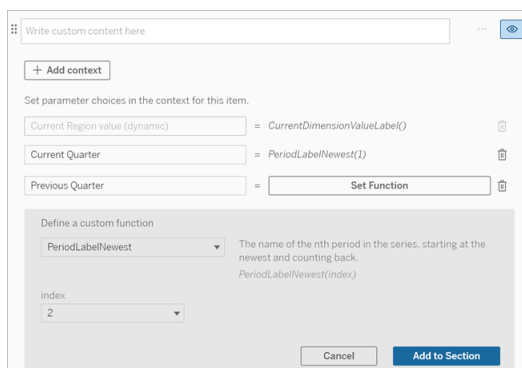 Write custom content here
+ Add context
Set parameter choices in the context for this item.
Current Region value (dynamic) = CurrentDimensionValueLabel()
Current Quarter = PeriodLabelNewest(1)
Previous Quarter = Set Function
Define a custom function
PeriodLabelNewest
The name of the nth period in the series, starting at the
newest and counting back.
PeriodLabelNewest(index)
index
2
Cancel Add to Section